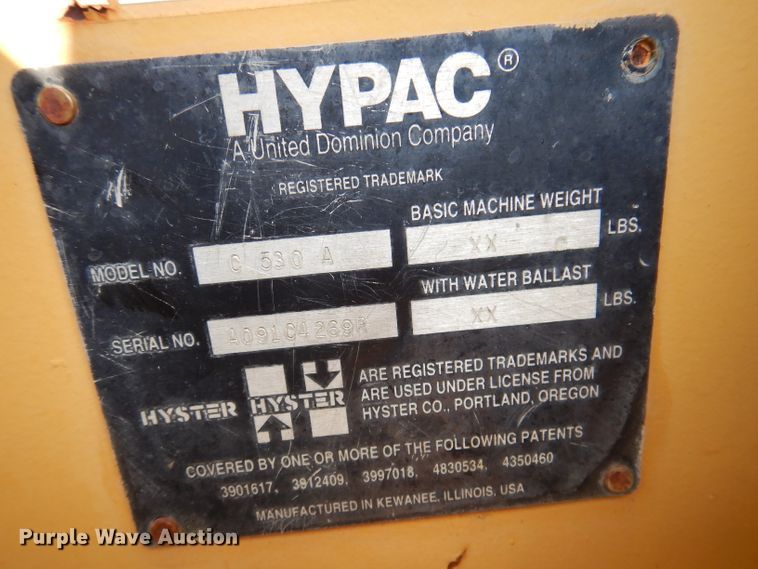 HYPAC ®
A United Dominion Company
REGISTERED TRADEMARK
BASIC MACHINE WEIGHT
MODEL NO. C 530 A XX LBS.
WITH WATER BALLAST
SERIAL NO. XX LBS.
HYSTER HYSTER
ARE REGISTERED TRADEMARKS AND
ARE USED UNDER LICENSE FROM
HYSTER CO., PORTLAND, OREGON
COVERED BY ONE OR MORE OF THE FOLLOWING PATENTS
3901617, 3812409, 3997018, 4830534, 4350460
MANUFACTURED IN KEWANEE, ILLINOIS, USA
Purple Wave Auction